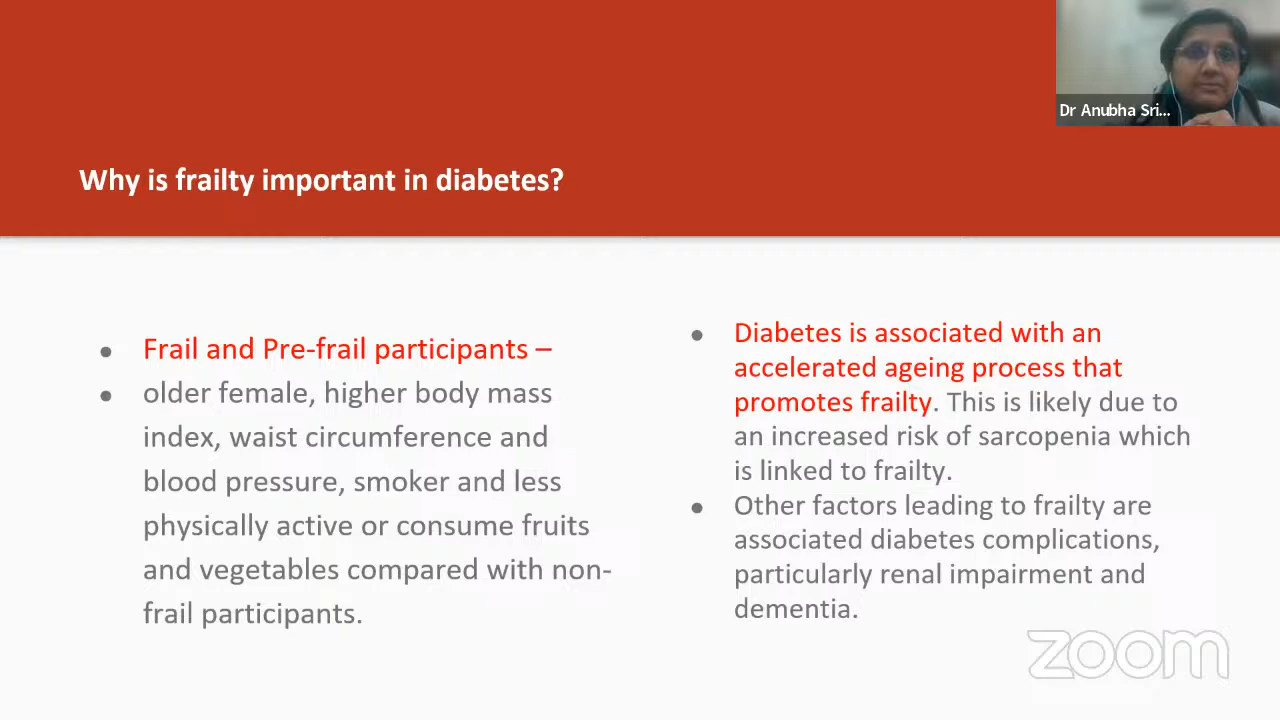 Dr Anubha Sri...
Why is frailty important in diabetes?
● Frail and Pre-frail participants –
● older female, higher body mass
index, waist circumference and
blood pressure, smoker and less
physically active or consume fruits
and vegetables compared with non-
frail participants.
● Diabetes is associated with an
accelerated ageing process that
promotes frailty. This is likely due to
an increased risk of sarcopenia which
is linked to frailty.
● Other factors leading to frailty are
associated diabetes complications,
particularly renal impairment and
dementia.
zoom